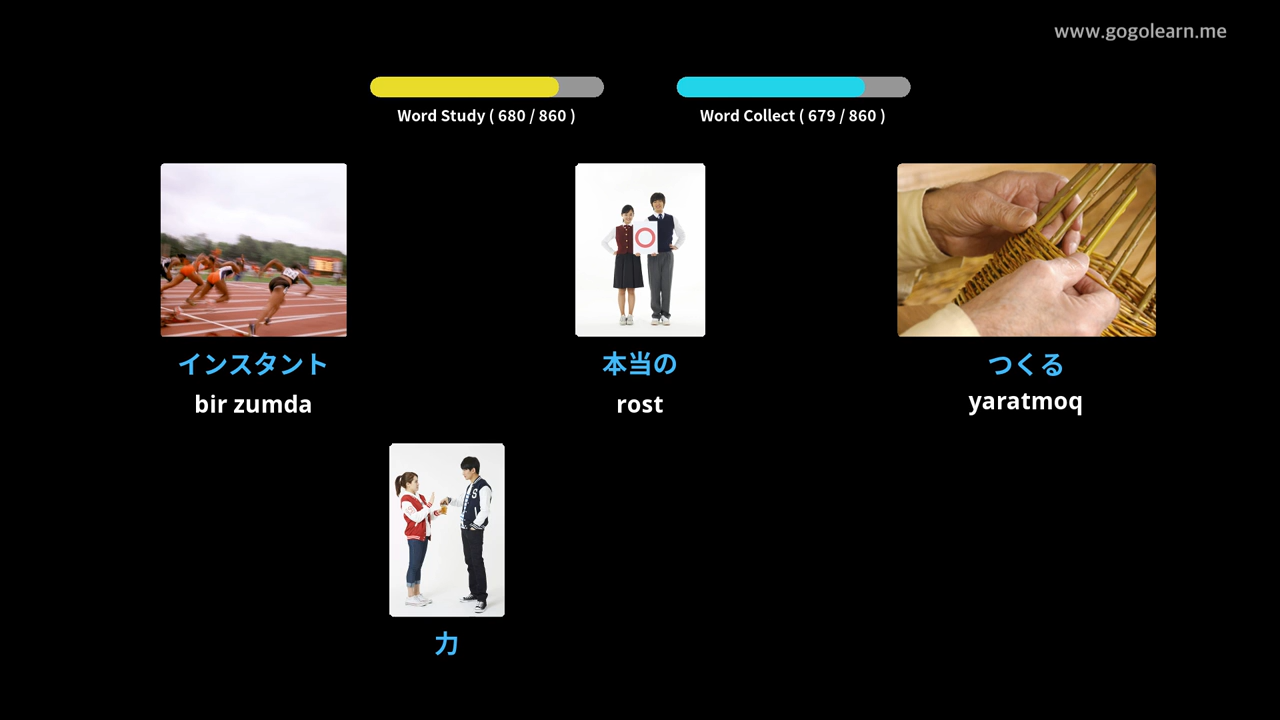 www.gogolearn.me
Word Study ( 680 / 860 )
Word Collect ( 679 / 860 )
インスタント
本当の
つくる
bir zumda
rost
yaratmoq
力